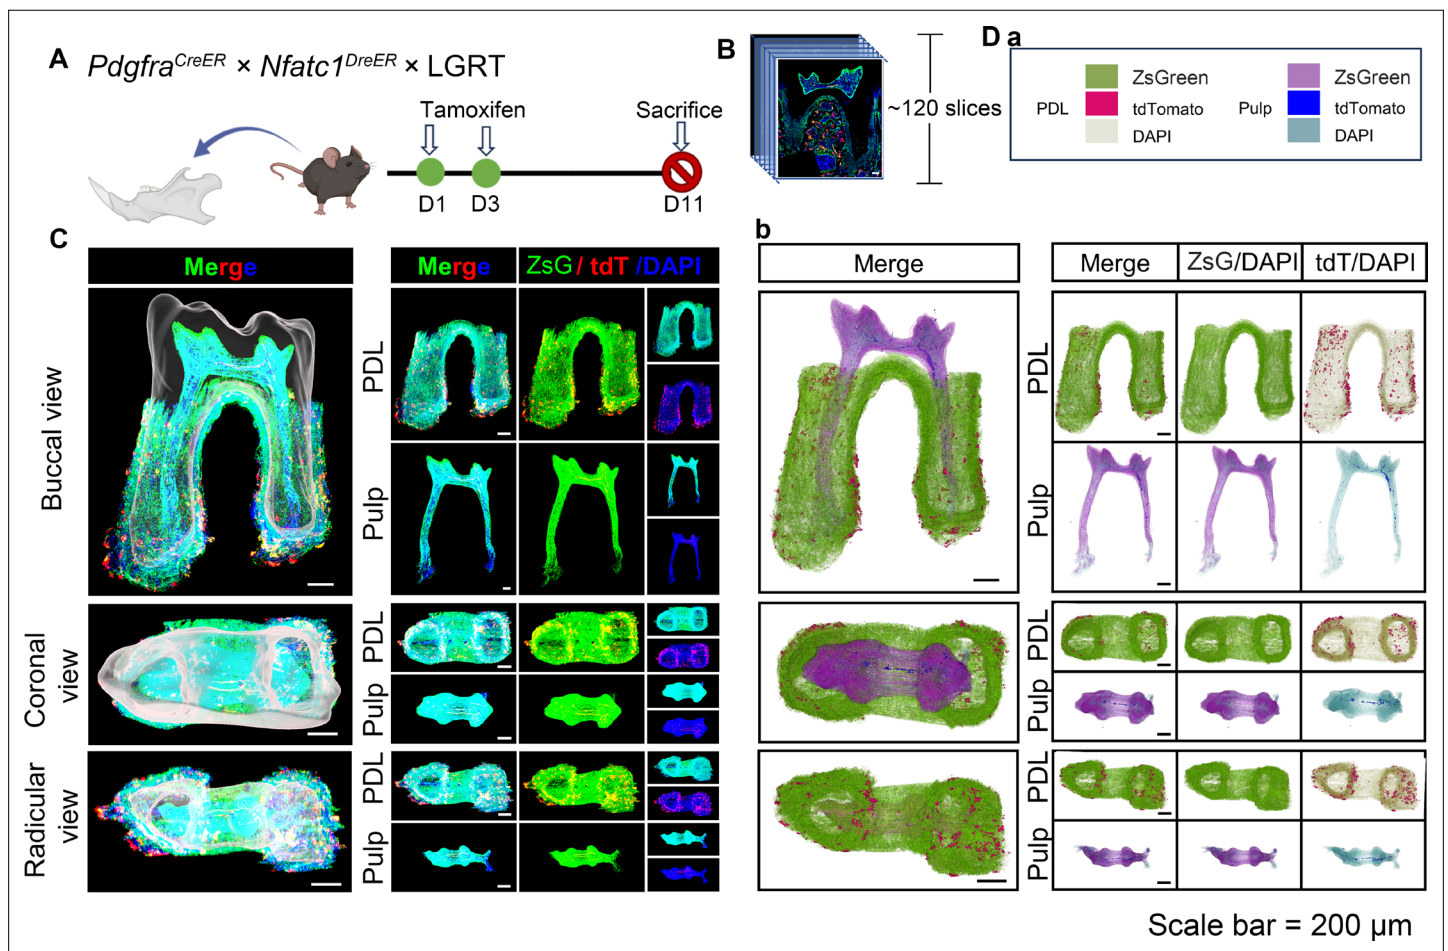 A
Pdgfra^CreER × Nfatc1^DreER × LGRT
Tamoxifen
Sacrifice
D1
D3
D11
B
~120 slices
D a
PDL
ZsGreen
tdTomato
DAPI
Pulp
ZsGreen
tdTomato
DAPI
C
Merge
Merge
ZsG / tdT /DAPI
Buccal view
PDL
Pulp
Coronal view
PDL
Pulp
Radicular view
PDL
Pulp
b
Merge
Merge
ZsG/DAPI
tdT/DAPI
PDL
Pulp
PDL
Pulp
PDL
Pulp
Scale bar = 200 µm